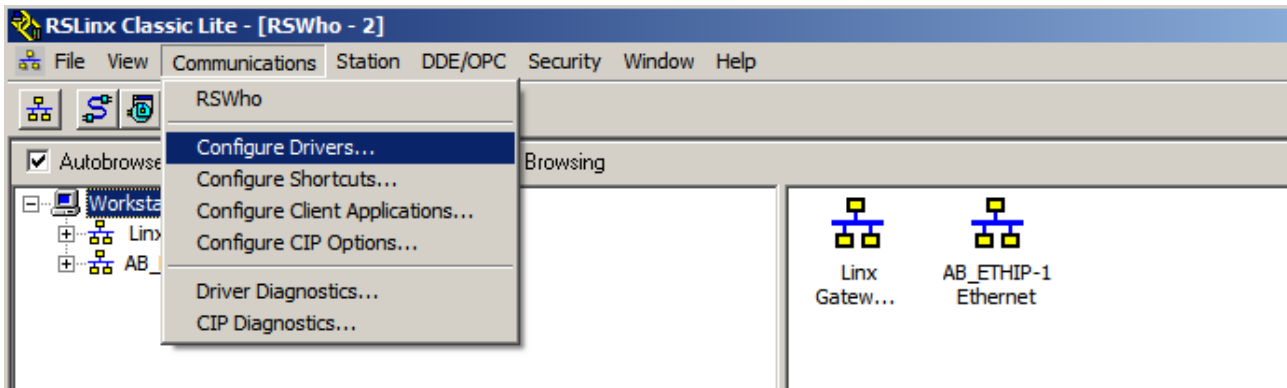 RSLinx Classic Lite - [RSWho - 2]
File View Communications Station DDE/OPC Security Window Help
RSWho
Configure Drivers...
Configure Shortcuts...
Configure Client Applications...
Configure CIP Options...
Driver Diagnostics...
CIP Diagnostics...
Autobrowse Browsing
Worksta
Linx
AB_
Linx
Gatew...
AB_ETHIP-1
Ethernet